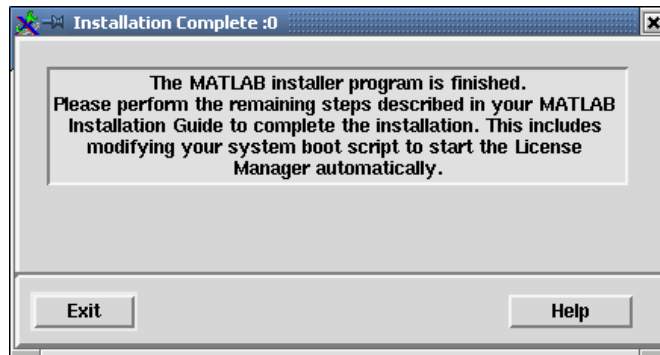 Installation Complete :0
The MATLAB installer program is finished.
Please perform the remaining steps described in your MATLAB
Installation Guide to complete the installation. This includes
modifying your system boot script to start the License
Manager automatically.
Exit
Help